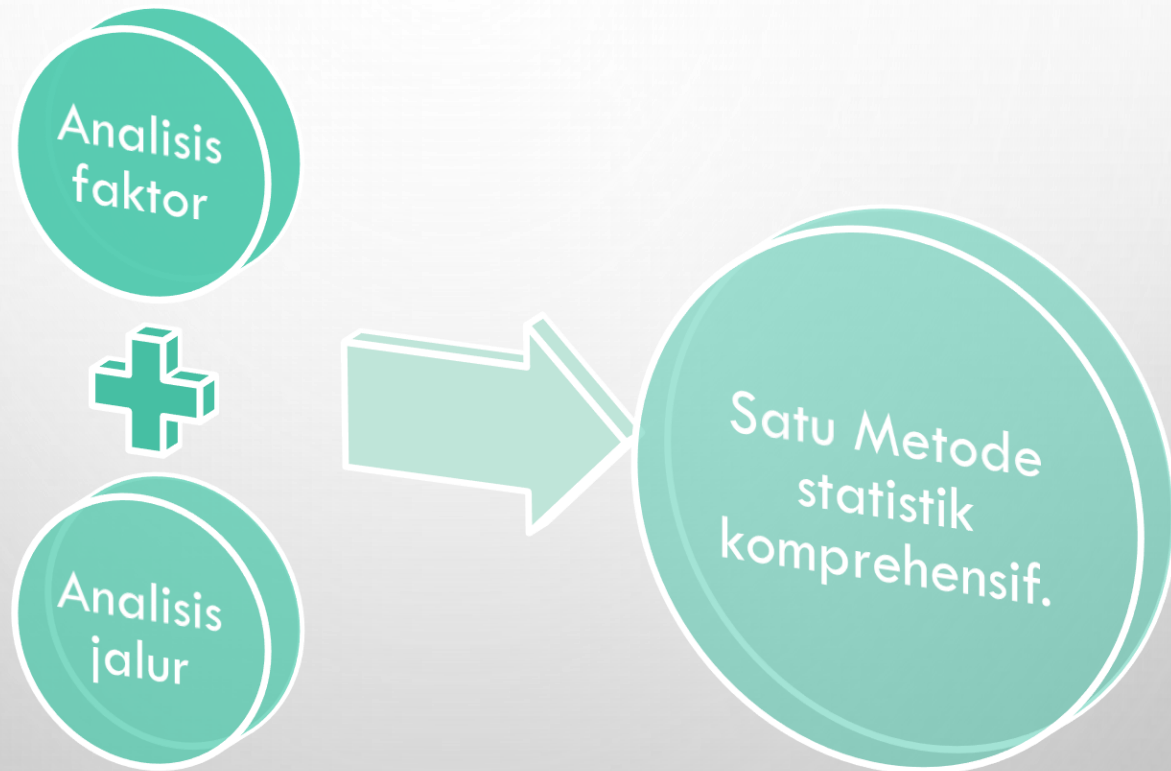 Analisis
faktor
Analisis
jalur
Satu Metode
statistik
komprehensif.